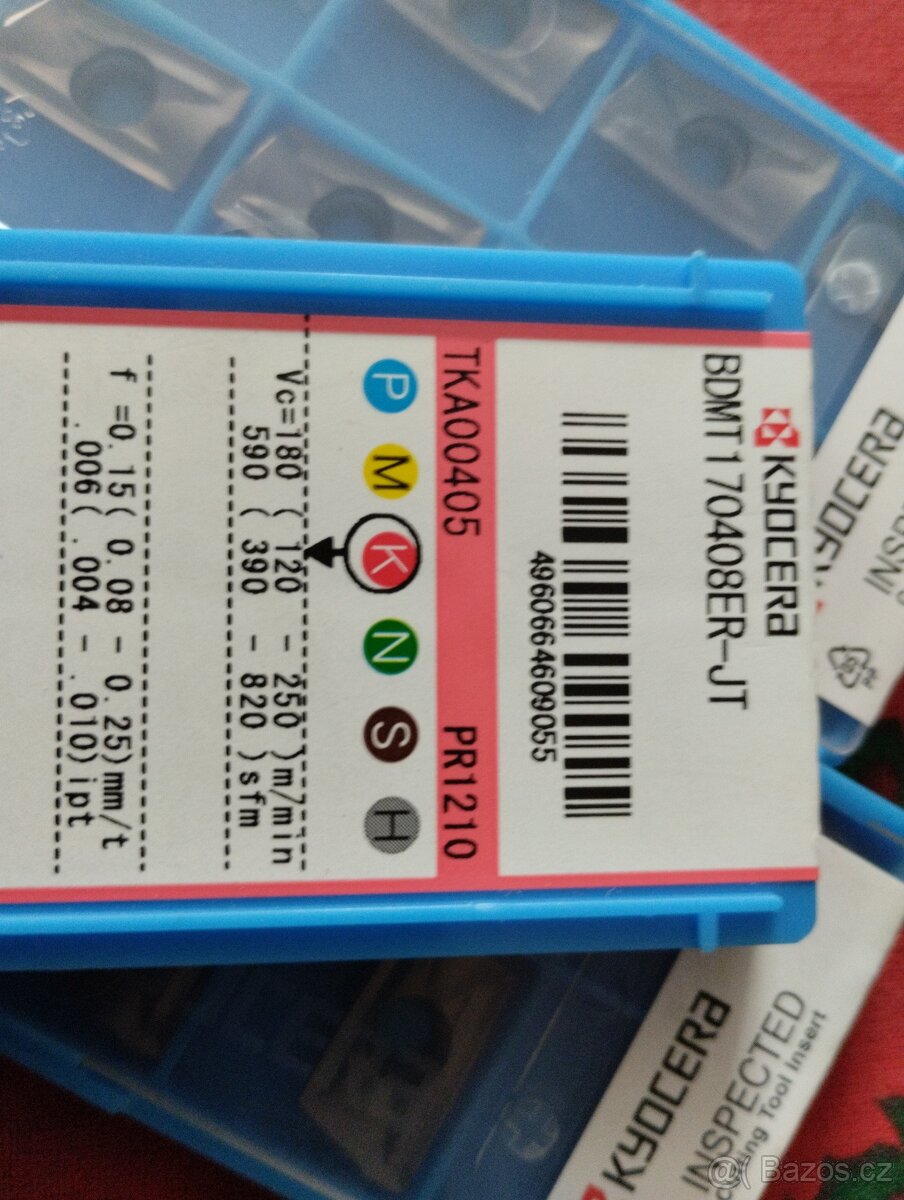 KYOCERA
BDMT170408ER-JT
4960664609055
TKA00405 PR1210
P M K N S H
Vc=180 ( 120 - 250 )m/min
590 ( 390 - 820 )sfm
f =0.15( 0.08 - 0.25)mm/t
.006( .004 - .010)ipt
KYOCERA
KYOCERA
INSPECTED
Tool Insert
@( Bazos.cz